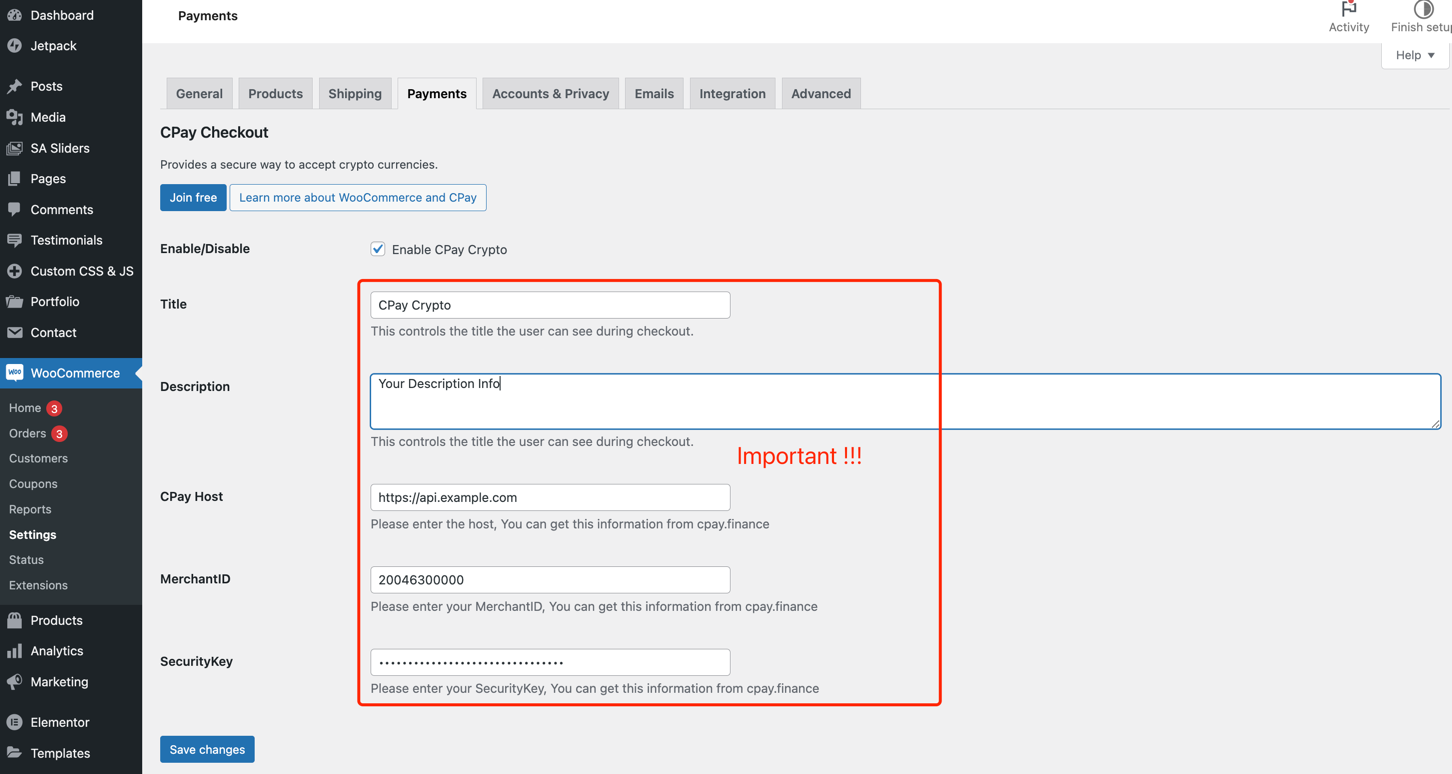 Dashboard
Jetpack
Posts
Media
SA Sliders
Pages
Comments
Testimonials
Custom CSS & JS
Portfolio
Contact
woo WooCommerce
Home 3
Orders 3
Customers
Coupons
Reports
Settings
Status
Extensions
Products
Analytics
Marketing
Elementor
Templates
Payments
Activity
Finish setu
Help
General Products Shipping Payments Accounts & Privacy Emails Integration Advanced
CPay Checkout
Provides a secure way to accept crypto currencies.
Join free Learn more about WooCommerce and CPay
Enable/Disable Enable CPay Crypto
Title CPay Crypto
This controls the title the user can see during checkout.
Description Your Description Info
This controls the title the user can see during checkout.
Important !!!
CPay Host https://api.example.com
Please enter the host, You can get this information from cpay.finance
MerchantID 20046300000
Please enter your MerchantID, You can get this information from cpay.finance
SecurityKey ••••••••••••••••••••••••••••••••
Please enter your SecurityKey, You can get this information from cpay.finance
Save changes